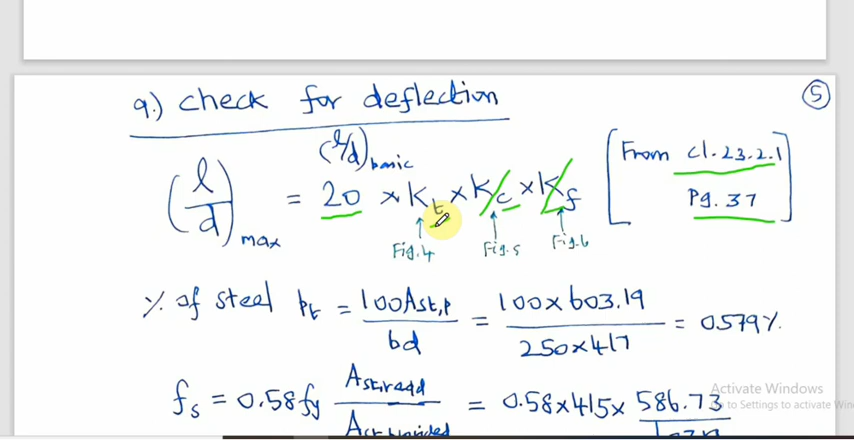 9.) check for deflection
5
(l/d)basic
(l/d)max = 20 × Kt × Kc × Kf
[From cl.23.2.1
Pg. 37]
Fig.4 Fig.5 Fig.6
% of steel pt = 100Ast,p / bd = 100×603.19 / 250×417 = 0.579%
fs = 0.58fy Ast,reqd / Ast,provided = 0.58×415× 586.73
Activate Windows
Go to Settings to activate Win